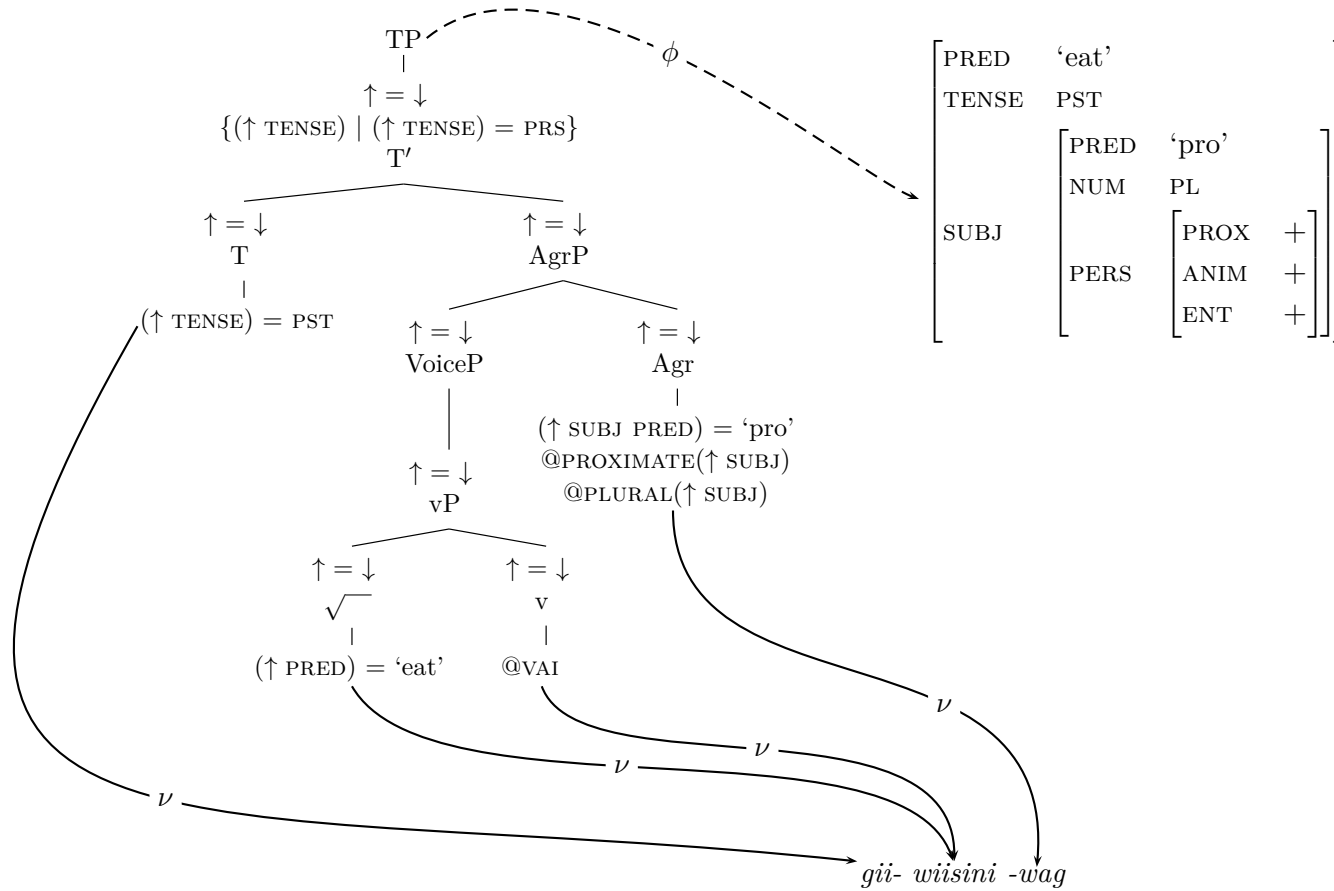 TP
ϕ
↑ = ↓
{(↑ TENSE) | (↑ TENSE) = PRS}
T′
↑ = ↓ ↑ = ↓
T AgrP
(↑ TENSE) = PST
↑ = ↓ ↑ = ↓
VoiceP Agr
(↑ SUBJ PRED) = ‘pro’
@PROXIMATE(↑ SUBJ)
@PLURAL(↑ SUBJ)
↑ = ↓
vP
↑ = ↓ ↑ = ↓
√ v
(↑ PRED) = ‘eat’ @VAI
ν
ν
ν
ν
gii- wiisini -wag
PRED ‘eat’
TENSE PST
SUBJ
PRED ‘pro’
NUM PL
PERS
PROX +
ANIM +
ENT +